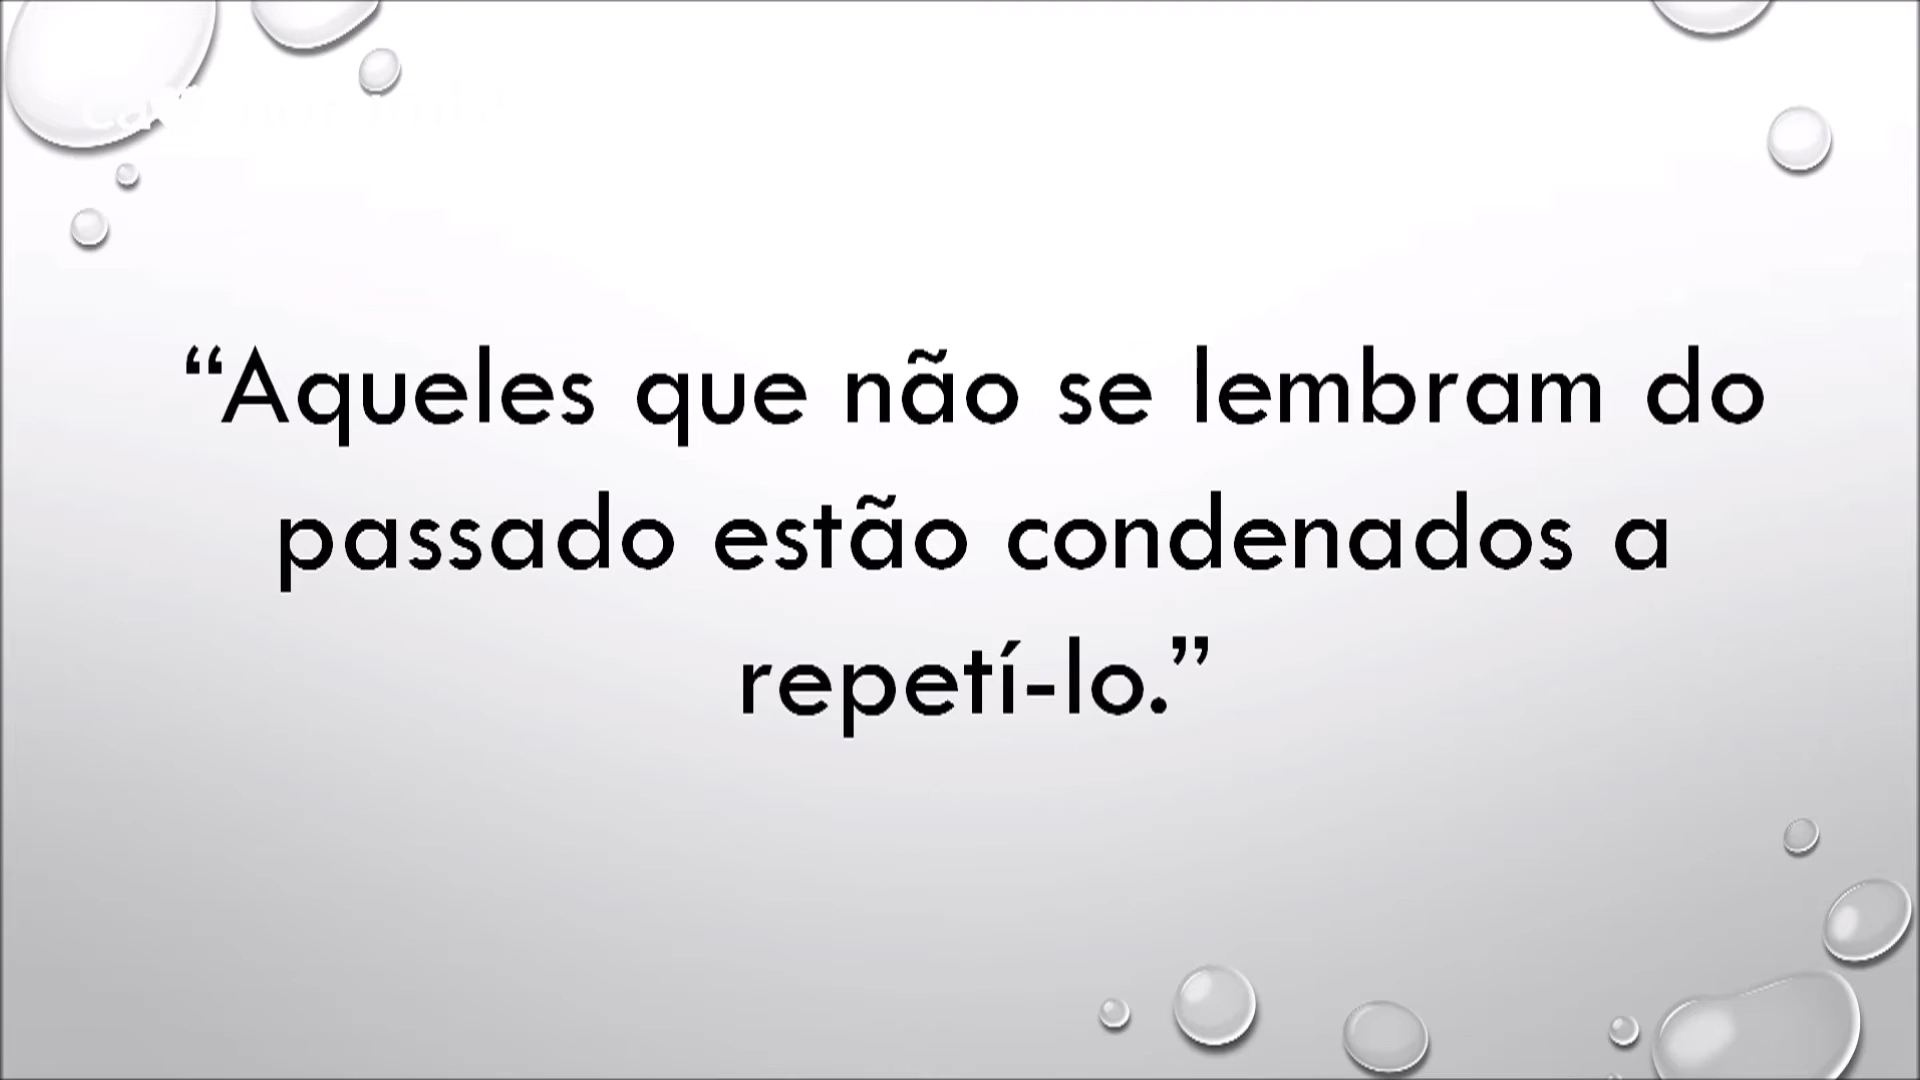 “Aqueles que não se lembram do
passado estão condenados a
repetí-lo.”